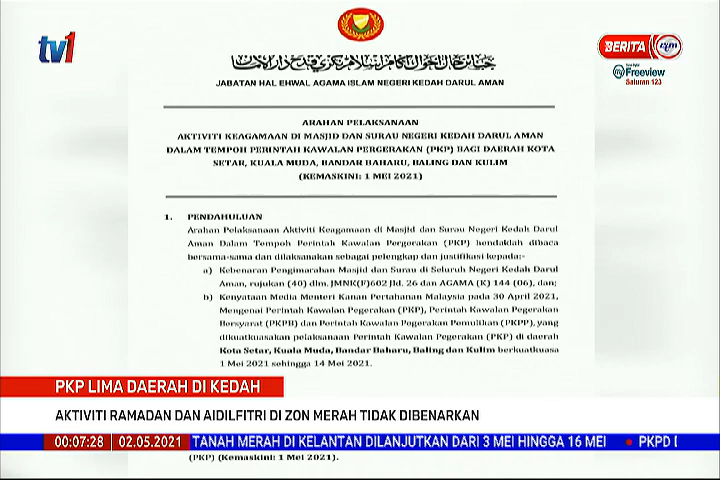 tv1
BERITA RTM
myFreeview
Saluran 123
JABATAN HAL EHWAL AGAMA ISLAM NEGERI KEDAH DARUL AMAN
ARAHAN PELAKSANAAN
AKTIVITI KEAGAMAAN DI MASJID DAN SURAU NEGERI KEDAH DARUL AMAN
DALAM TEMPOH PERINTAH KAWALAN PERGERAKAN (PKP) BAGI DAERAH KOTA
SETAR, KUALA MUDA, BANDAR BAHARU, BALING DAN KULIM
(KEMASKINI: 1 MEI 2021)
1. PENDAHULUAN
Arahan Pelaksanaan Aktiviti Keagamaan di Masjid dan Surau Negeri Kedah Darul
Aman Dalam Tempoh Perintah Kawalan Pergerakan (PKP) hendaklah dibaca
bersama-sama dan dilaksanakan sebagai pelengkap dan justifikasi kepada:-
a) Kebenaran Pengimarahan Masjid dan Surau di Seluruh Negeri Kedah Darul
Aman, rujukan (40) dlm. JMNK(F)602 Jld. 26 dan AGAMA (K) 144 (06), dan;
b) Kenyataan Media Menteri Kanan Pertahanan Malaysia pada 30 April 2021,
Mengenai Perintah Kawalan Pegerakan (PKP), Perintah Kawalan Pegerakan
Bersyarat (PKPB) dan Perintah Kawalan Pegerakan Pemulihan (PKPP), yang
dikuatkuasakan pelaksanaan Perintah Kawalan Pegerakan (PKP) di daerah
Kota Setar, Kuala Muda, Bandar Baharu, Baling dan Kulim berkuatkuasa
1 Mei 2021 sehingga 14 Mei 2021.
PKP LIMA DAERAH DI KEDAH
AKTIVITI RAMADAN DAN AIDILFITRI DI ZON MERAH TIDAK DIBENARKAN
00:07:28 02.05.2021 TANAH MERAH DI KELANTAN DILANJUTKAN DARI 3 MEI HINGGA 16 MEI • PKPD
(PKP) (Kemaskini: 1 Mei 2021).